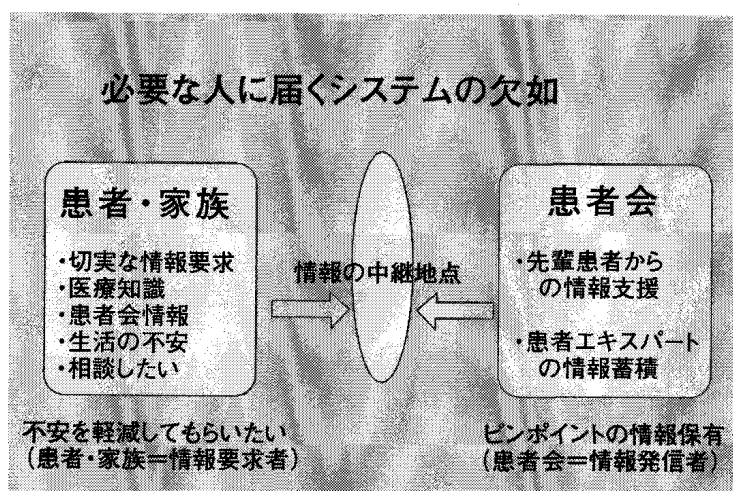 必要な人に届くシステムの欠如
患者・家族
・切実な情報要求
・医療知識
・患者会情報
・生活の不安
・相談したい
情報の中継地点
患者会
・先輩患者から
の情報支援
・患者エキスパート
の情報蓄積
不安を軽減してもらいたい
(患者・家族=情報要求者)
ピンポイントの情報保有
(患者会=情報発信者)